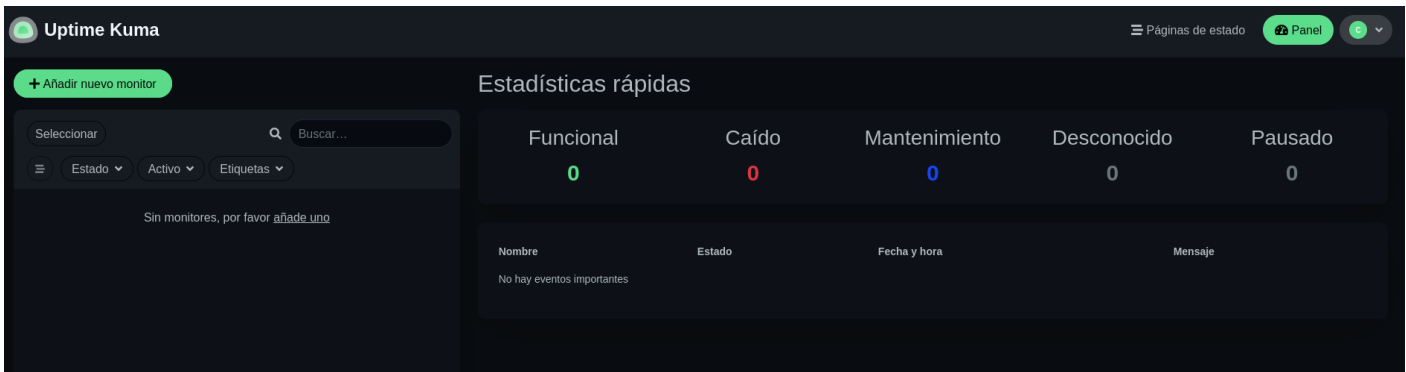 Uptime Kuma
Páginas de estado
Panel
C
Añadir nuevo monitor
Seleccionar
Buscar...
Estado
Activo
Etiquetas
Sin monitores, por favor añade uno
Estadísticas rápidas
Funcional Caído Mantenimiento Desconocido Pausado
0 0 0 0 0
Nombre Estado Fecha y hora Mensaje
No hay eventos importantes